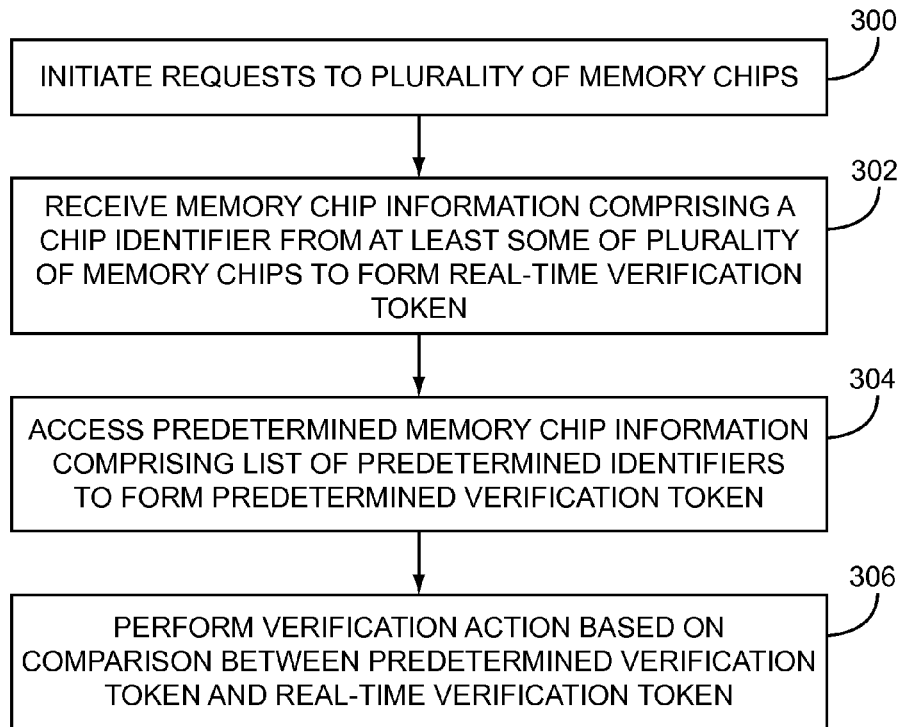 300
INITIATE REQUESTS TO PLURALITY OF MEMORY CHIPS
302
RECEIVE MEMORY CHIP INFORMATION COMPRISING A
CHIP IDENTIFIER FROM AT LEAST SOME OF PLURALITY
OF MEMORY CHIPS TO FORM REAL-TIME VERIFICATION
TOKEN
304
ACCESS PREDETERMINED MEMORY CHIP INFORMATION
COMPRISING LIST OF PREDETERMINED IDENTIFIERS
TO FORM PREDETERMINED VERIFICATION TOKEN
306
PERFORM VERIFICATION ACTION BASED ON
COMPARISON BETWEEN PREDETERMINED VERIFICATION
TOKEN AND REAL-TIME VERIFICATION TOKEN